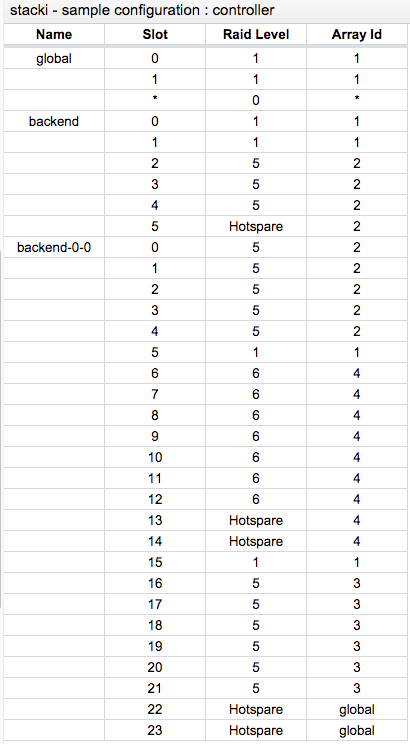 stacki - sample configuration : controller
Name Slot Raid Level Array Id
global 0 1 1
1 1 1
* 0 *
backend 0 1 1
1 1 1
2 5 2
3 5 2
4 5 2
5 Hotspare 2
backend-0-0 0 5 2
1 5 2
2 5 2
3 5 2
4 5 2
5 1 1
6 6 4
7 6 4
8 6 4
9 6 4
10 6 4
11 6 4
12 6 4
13 Hotspare 4
14 Hotspare 4
15 1 1
16 5 3
17 5 3
18 5 3
19 5 3
20 5 3
21 5 3
22 Hotspare global
23 Hotspare global